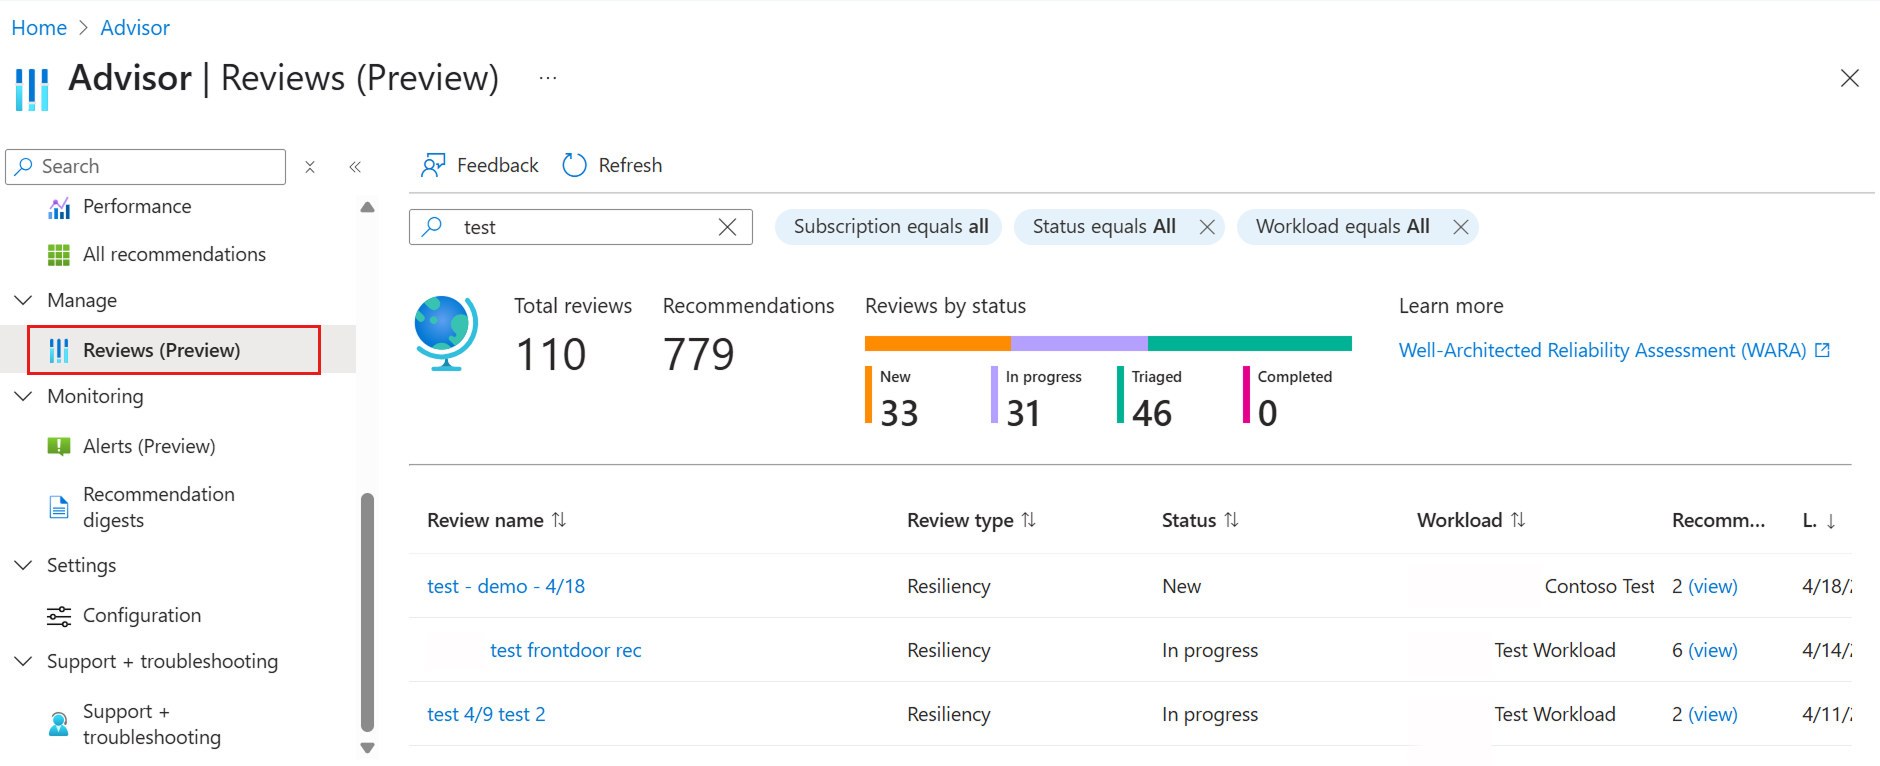 Home > Advisor
Advisor | Reviews (Preview) ...
Search
Performance
All recommendations
Manage
Reviews (Preview)
Monitoring
Alerts (Preview)
Recommendation
digests
Settings
Configuration
Support + troubleshooting
Support +
troubleshooting
Feedback Refresh
test Subscription equals all Status equals All Workload equals All
Total reviews Recommendations Reviews by status Learn more
110 779
Well-Architected Reliability Assessment (WARA)
New In progress Triaged Completed
33 31 46 0
Review name Review type Status Workload Recomm... L.
test - demo - 4/18 Resiliency New Contoso Test 2 (view) 4/18/
test frontdoor rec Resiliency In progress Test Workload 6 (view) 4/14/
test 4/9 test 2 Resiliency In progress Test Workload 2 (view) 4/11/